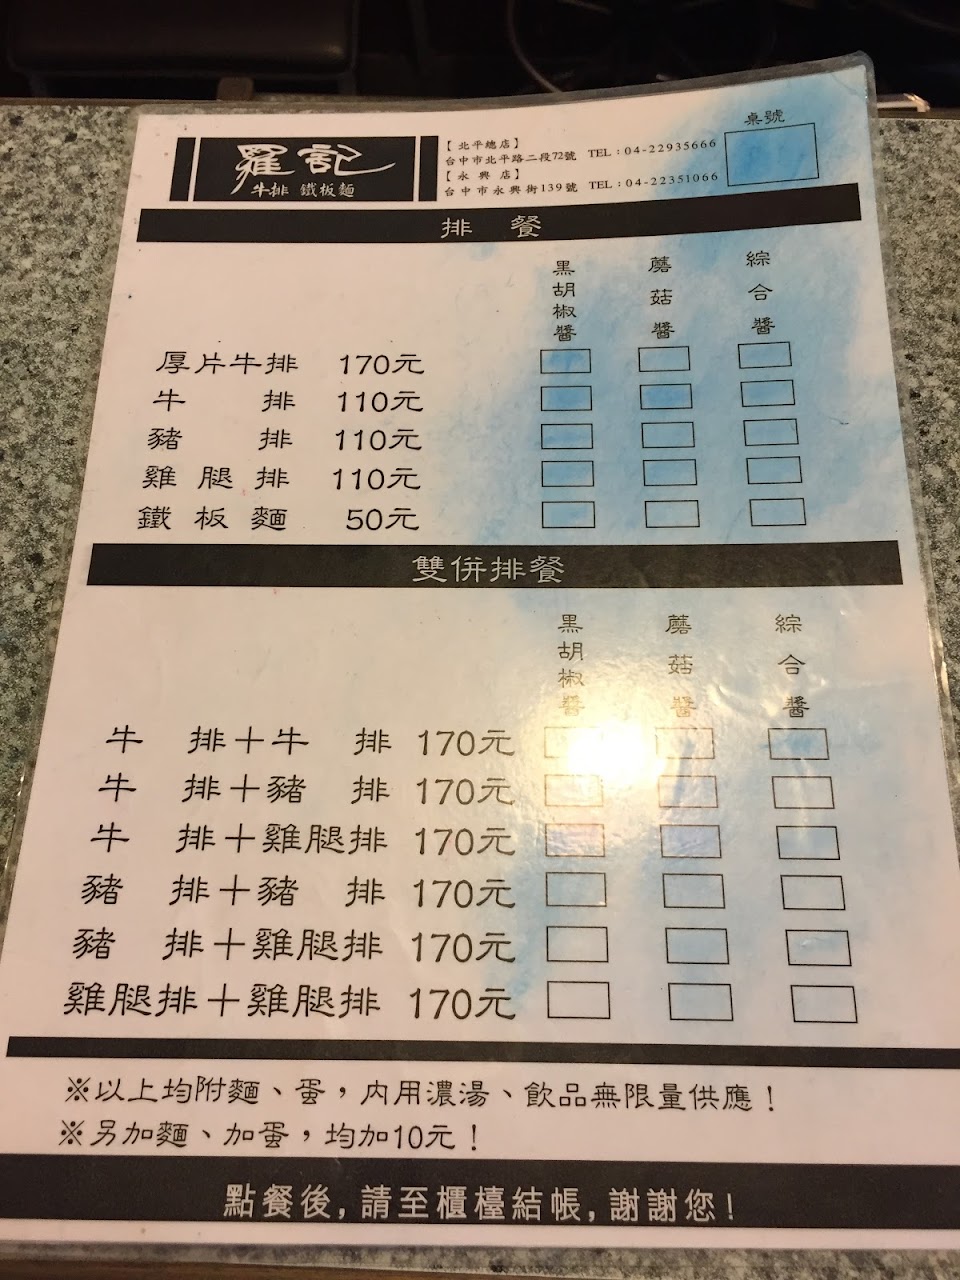 羅記
牛排 鐵板麵
【北平總店】
台中市北平路二段72號 TEL:04-22935666
【永興店】
台中市永興街139號 TEL:04-22351066
桌號
排餐
黑胡椒醬 蘑菇醬 綜合醬
厚片牛排 170元
牛排 110元
豬排 110元
雞腿排 110元
鐵板麵 50元
雙併排餐
黑胡椒醬 蘑菇醬 綜合醬
牛排+牛排 170元
牛排+豬排 170元
牛排+雞腿排 170元
豬排+豬排 170元
豬排+雞腿排 170元
雞腿排+雞腿排 170元
※以上均附麵、蛋,內用濃湯、飲品無限量供應!
※另加麵、加蛋,均加10元!
點餐後,請至櫃檯結帳,謝謝您!